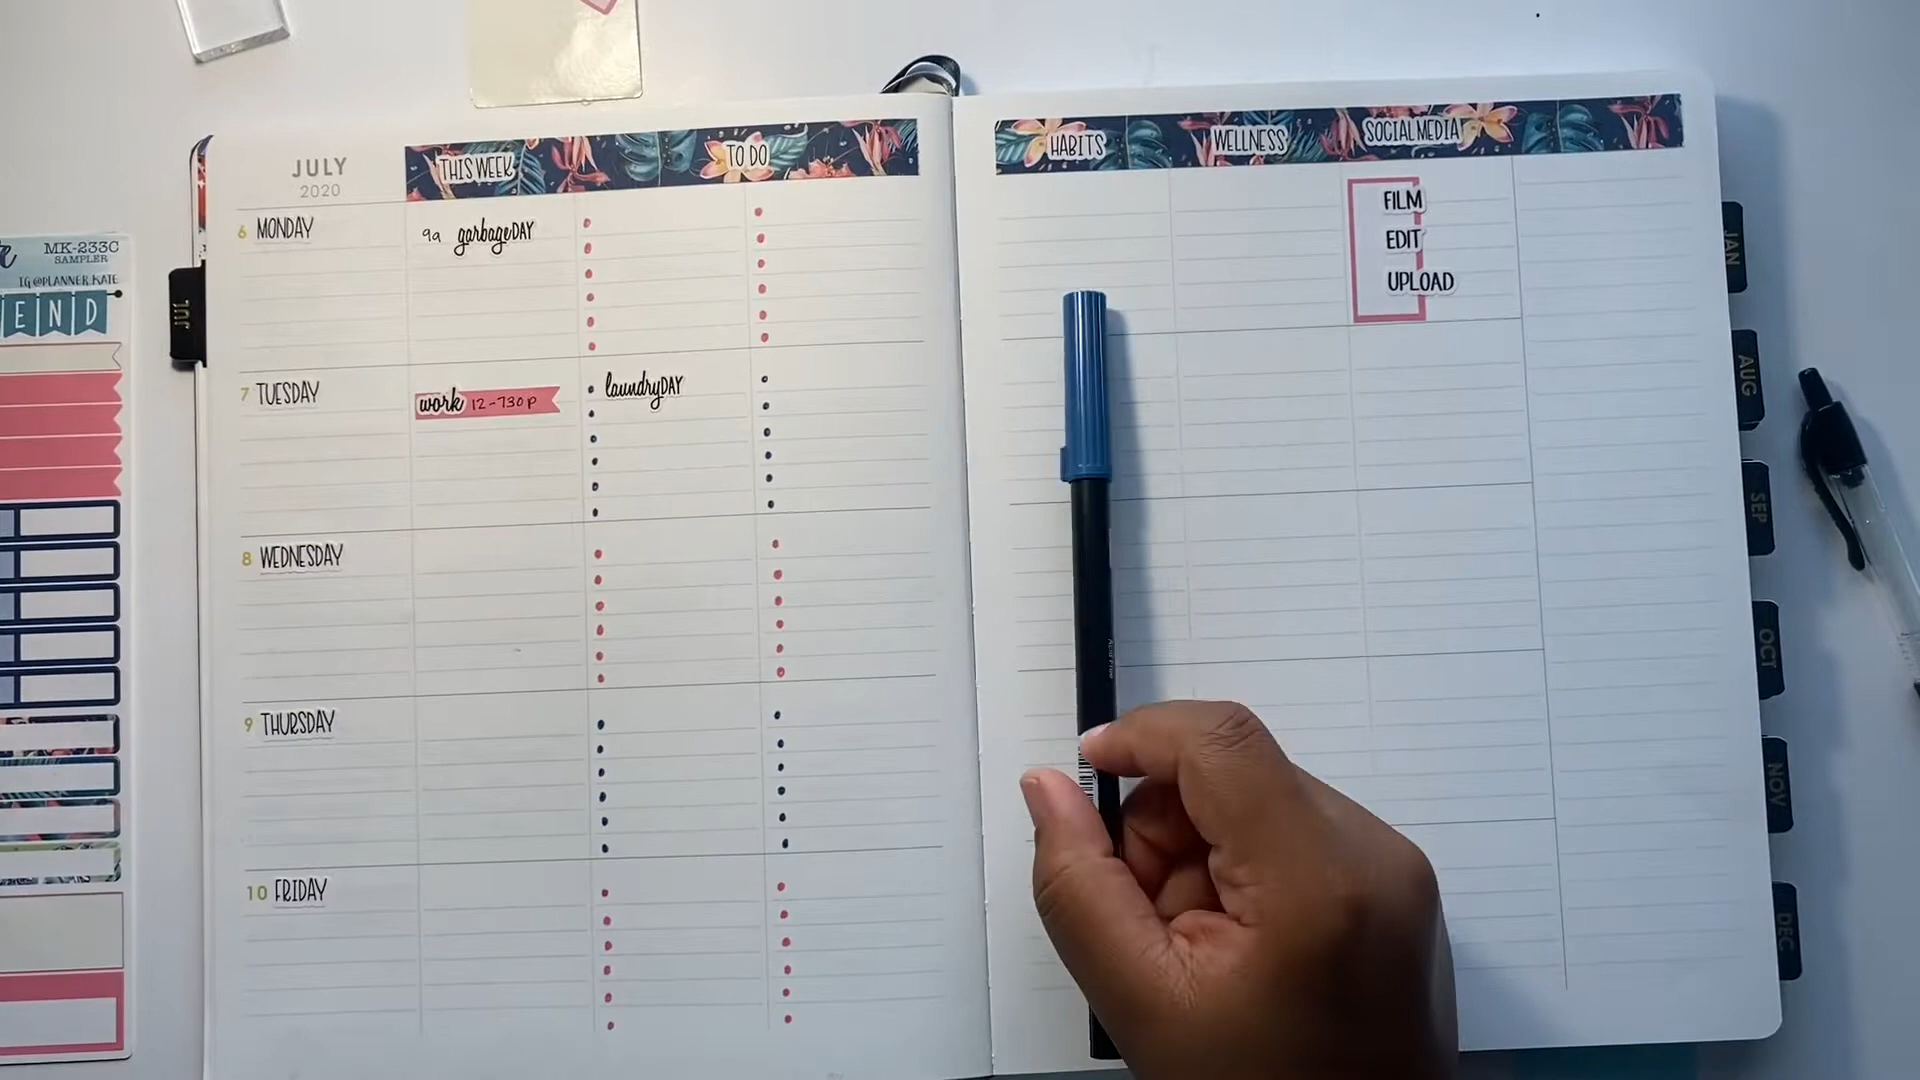 MK-233C
SAMPLER
IG@PLANNER.KATE
END
JUL
JULY
2020
THIS WEEK
TO DO
6 MONDAY
9a garbageDAY
7 TUESDAY
work 12-730p
laundryDAY
8 WEDNESDAY
9 THURSDAY
10 FRIDAY
HABITS
WELLNESS
SOCIAL MEDIA
FILM
EDIT
UPLOAD
Acid Free
JAN
AUG
SEP
OCT
NOV
DEC